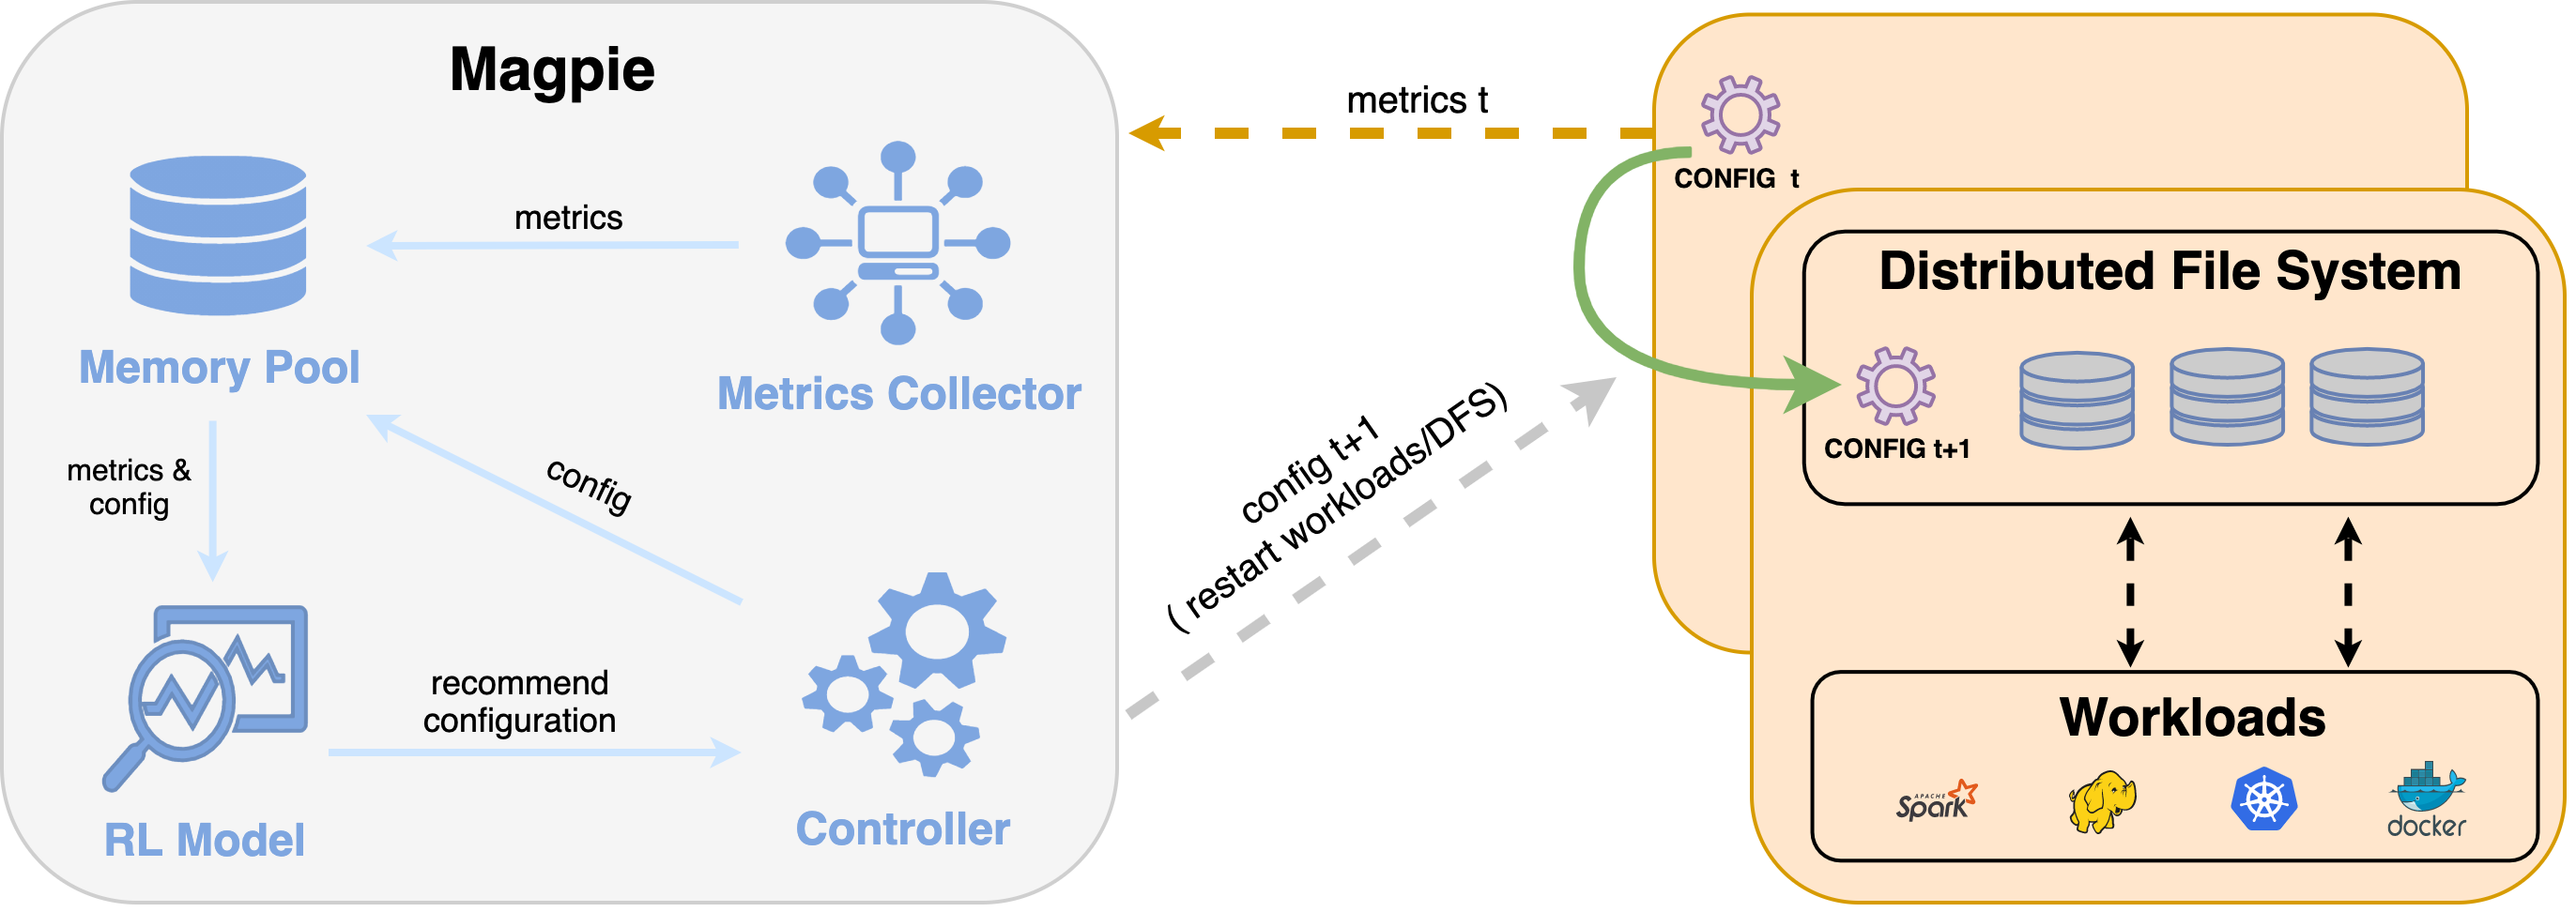 Magpie
metrics
Memory Pool
Metrics Collector
metrics &
config
config
recommend
configuration
RL Model
Controller
metrics t
config t+1
( restart workloads/DFS)
CONFIG t
Distributed File System
CONFIG t+1
Workloads
APACHE
Spark
docker